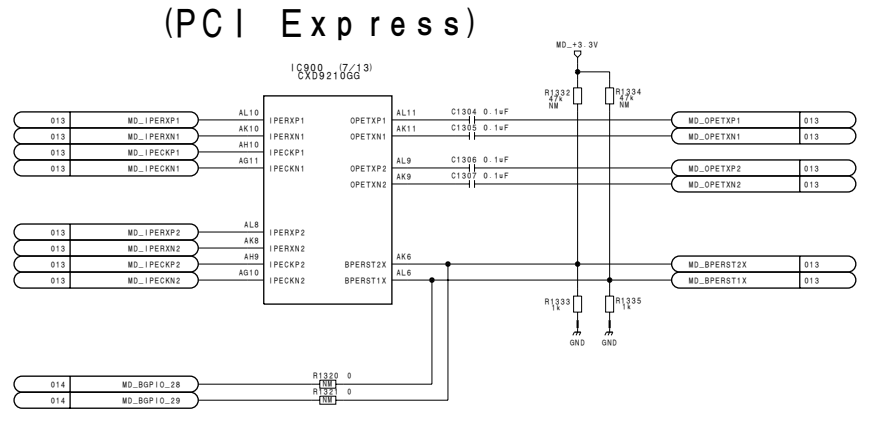 (PCI Express)
MD_+3.3V
IC900 (7/13)
CXD9210GG
R1332
47k
NM
R1334
47k
NM
013 MD_IPERXP1 AL10 IPERXP1 OPETXP1 AL11 C1304 0.1uF MD_OPETXP1 013
013 MD_IPERXN1 AK10 IPERXN1 OPETXN1 AK11 C1305 0.1uF MD_OPETXN1 013
013 MD_IPECKP1 AH10 IPECKP1
013 MD_IPECKN1 AG11 IPECKN1 OPETXP2 AL9 C1306 0.1uF MD_OPETXP2 013
OPETXN2 AK9 C1307 0.1uF MD_OPETXN2 013
013 MD_IPERXP2 AL8 IPERXP2
013 MD_IPERXN2 AK8 IPERXN2
013 MD_IPECKP2 AH9 IPECKP2 BPERST2X AK6 MD_BPERST2X 013
013 MD_IPECKN2 AG10 IPECKN2 BPERST1X AL6 MD_BPERST1X 013
R1333
1k
R1335
1k
GND GND
014 MD_BGPIO_28 R1320 0 NM
014 MD_BGPIO_29 R1321 0 NM